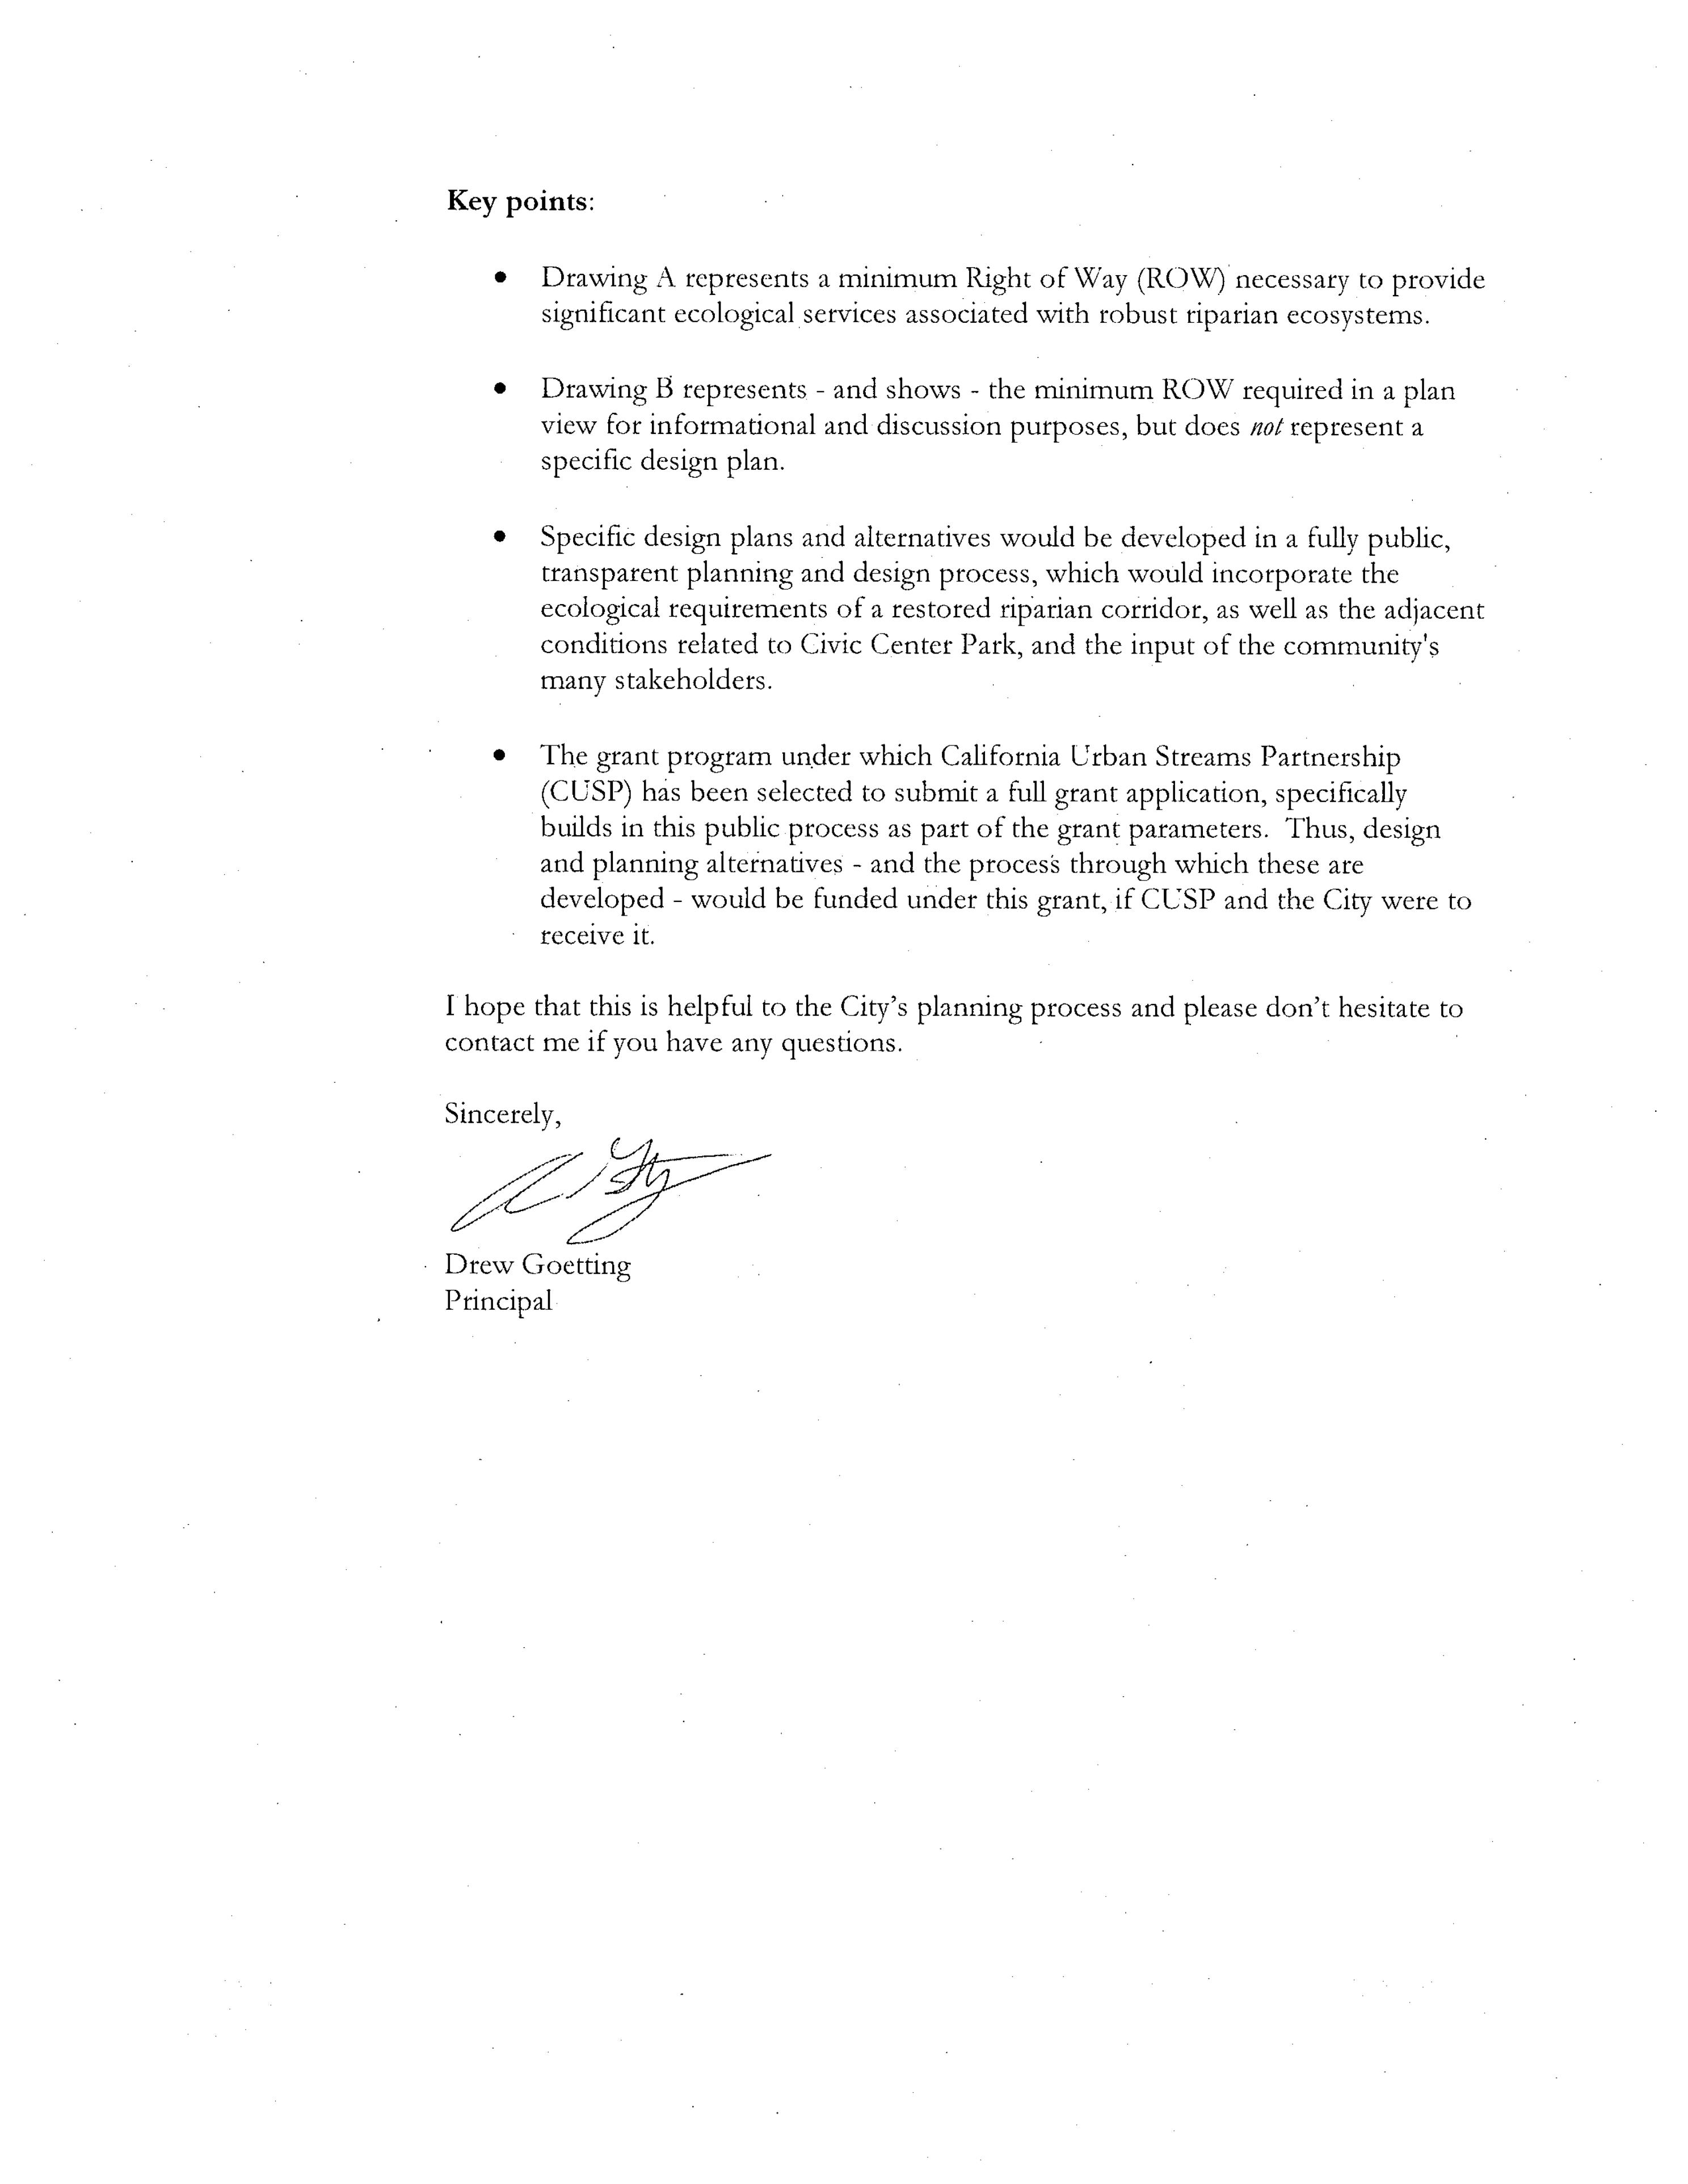 Key points:
• Drawing A represents a minimum Right of Way (ROW) necessary to provide
significant ecological services associated with robust riparian ecosystems.
• Drawing B represents - and shows - the minimum ROW required in a plan
view for informational and discussion purposes, but does not represent a
specific design plan.
• Specific design plans and alternatives would be developed in a fully public,
transparent planning and design process, which would incorporate the
ecological requirements of a restored riparian corridor, as well as the adjacent
conditions related to Civic Center Park, and the input of the community's
many stakeholders.
• The grant program under which California Urban Streams Partnership
(CUSP) has been selected to submit a full grant application, specifically
builds in this public process as part of the grant parameters. Thus, design
and planning alternatives - and the process through which these are
developed - would be funded under this grant, if CUSP and the City were to
receive it.
I hope that this is helpful to the City's planning process and please don't hesitate to
contact me if you have any questions.
Sincerely,
Drew Goetting
Principal